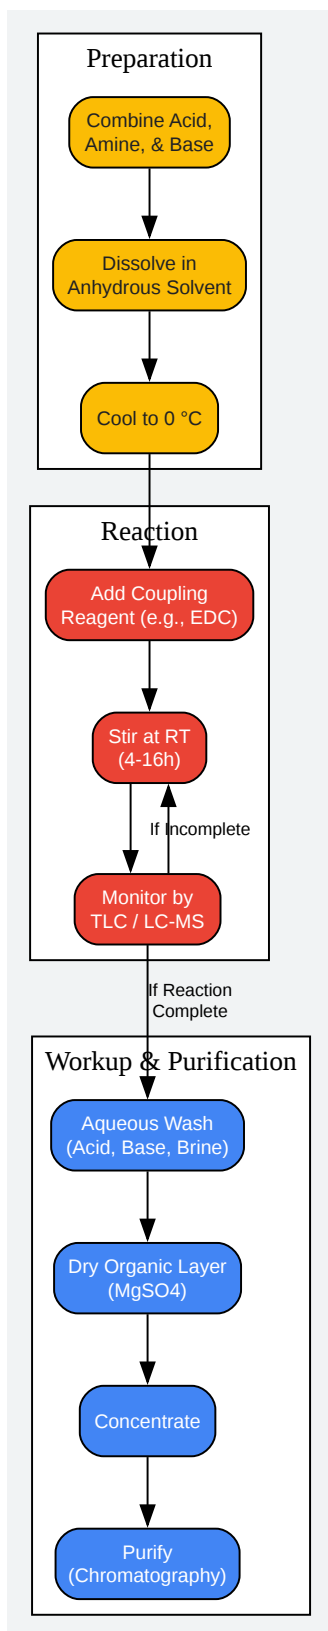 Preparation
Combine Acid,
Amine, & Base
Dissolve in
Anhydrous Solvent
Cool to 0 °C
Reaction
Add Coupling
Reagent (e.g., EDC)
Stir at RT
(4-16h)
If Incomplete
Monitor by
TLC / LC-MS
If Reaction
Complete
Workup & Purification
Aqueous Wash
(Acid, Base, Brine)
Dry Organic Layer
(MgSO4)
Concentrate
Purify
(Chromatography)